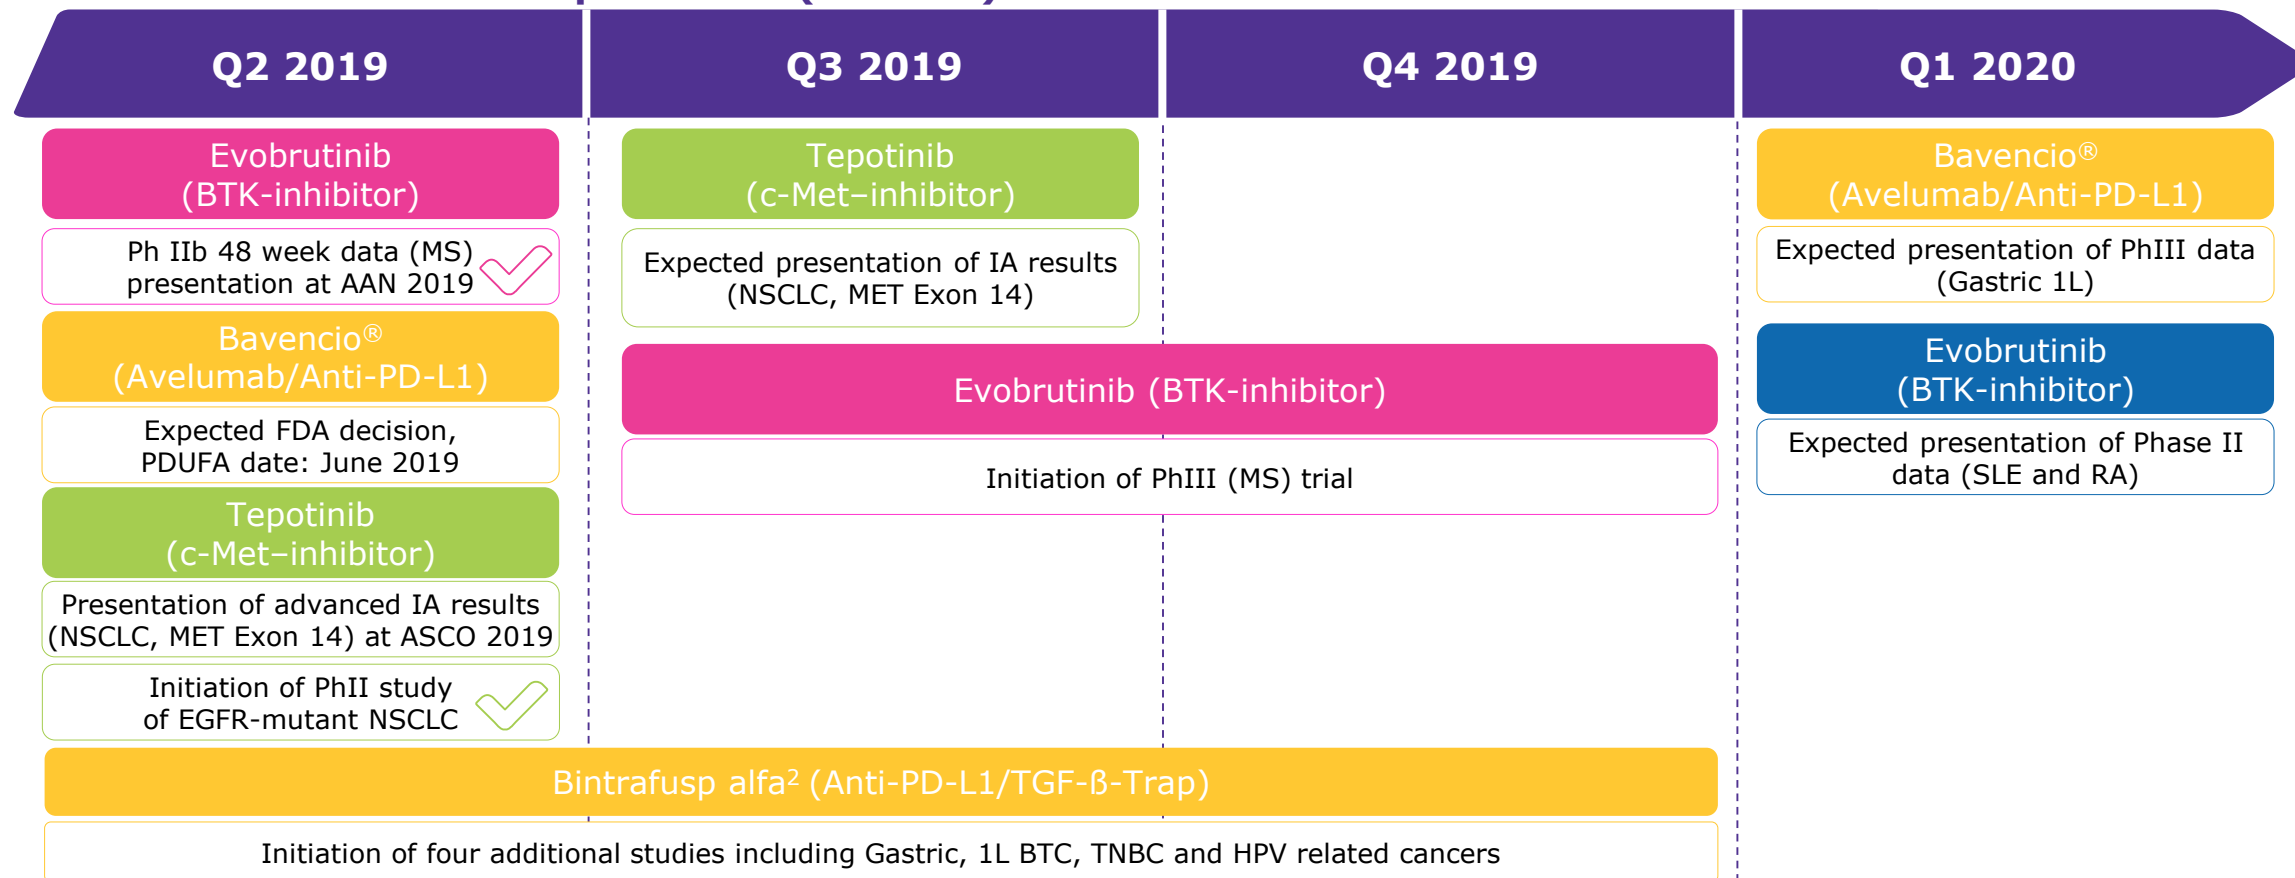 Q2 2019
Q3 2019
Q4 2019
Q1 2020
Evobrutinib
(BTK-inhibitor)
Ph IIb 48 week data (MS)
presentation at AAN 2019
Bavencio®
(Avelumab/Anti-PD-L1)
Expected FDA decision,
PDUFA date: June 2019
Tepotinib
(c-Met–inhibitor)
Presentation of advanced IA results
(NSCLC, MET Exon 14) at ASCO 2019
Initiation of PhII study
of EGFR-mutant NSCLC
Tepotinib
(c-Met–inhibitor)
Expected presentation of IA results
(NSCLC, MET Exon 14)
Evobrutinib (BTK-inhibitor)
Initiation of PhIII (MS) trial
Bavencio®
(Avelumab/Anti-PD-L1)
Expected presentation of PhIII data
(Gastric 1L)
Evobrutinib
(BTK-inhibitor)
Expected presentation of Phase II
data (SLE and RA)
Bintrafusp alfa² (Anti-PD-L1/TGF-ß-Trap)
Initiation of four additional studies including Gastric, 1L BTC, TNBC and HPV related cancers